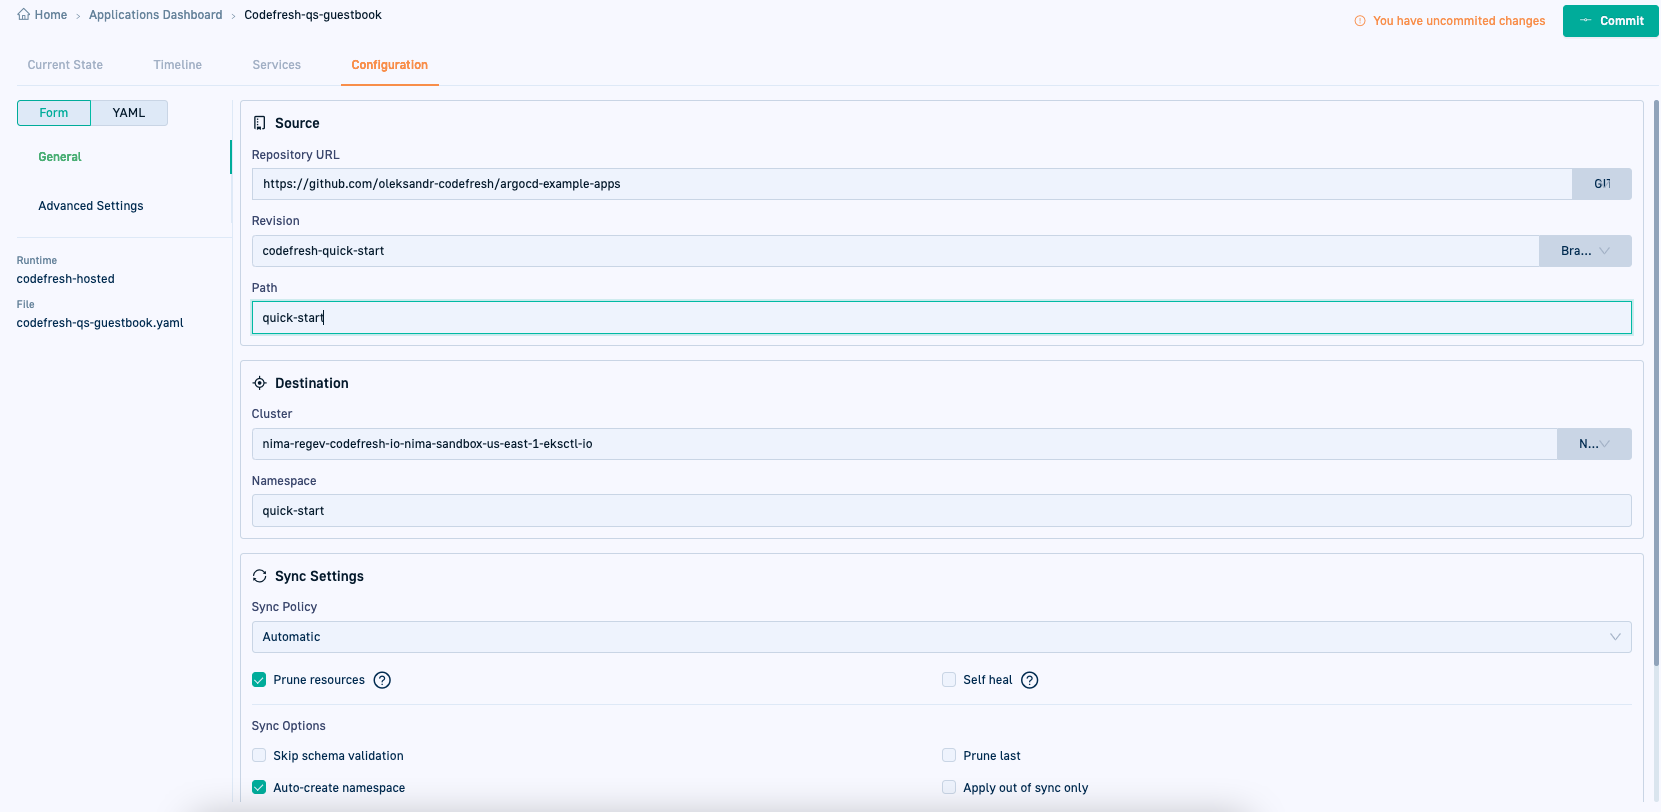 Home › Applications Dashboard › Codefresh-qs-guestbook
You have uncommited changes
Commit
Current State
Timeline
Services
Configuration
Form
YAML
General
Advanced Settings
Runtime
codefresh-hosted
File
codefresh-qs-guestbook.yaml
Source
Repository URL
https://github.com/oleksandr-codefresh/argocd-example-apps
GIT
Revision
codefresh-quick-start
Bra...
Path
quick-start
Destination
Cluster
nima-regev-codefresh-io-nima-sandbox-us-east-1-eksctl-io
N...
Namespace
quick-start
Sync Settings
Sync Policy
Automatic
Prune resources ?
Self heal ?
Sync Options
Skip schema validation
Prune last
Auto-create namespace
Apply out of sync only